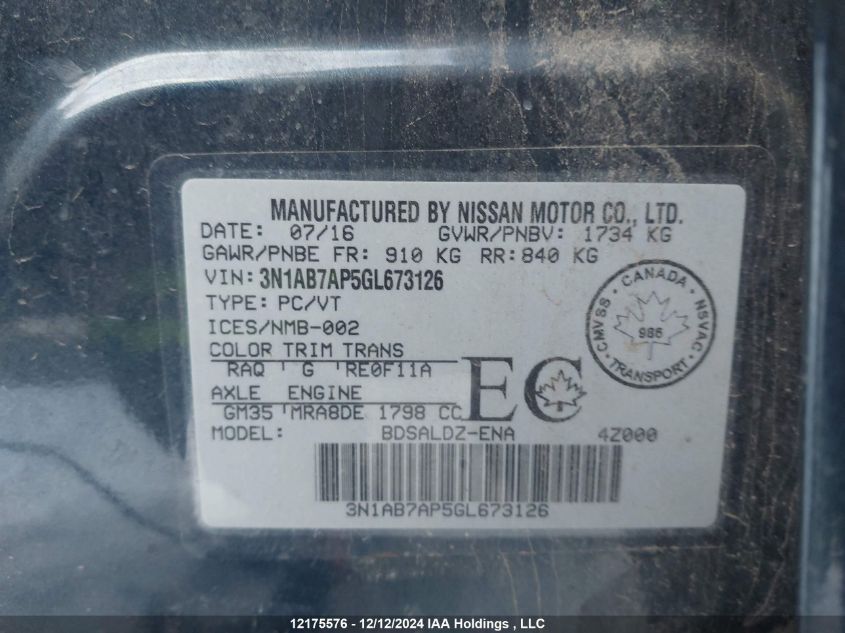 MANUFACTURED BY NISSAN MOTOR CO., LTD.
DATE: 07/16 GVWR/PNBV: 1734 KG
GAWR/PNBE FR: 910 KG RR:840 KG
VIN: 3N1AB7AP5GL673126
TYPE: PC/VT
ICES/NMB-002
COLOR TRIM TRANS
RAQ G RE0F11A
AXLE ENGINE
GM35 MRA8DE 1798 CC
MODEL: BDSALDZ-ENA 4Z000
EC
CMVSS · CANADA · NSVAC
986
TRANSPORT
3N1AB7AP5GL673126
12175576 - 12/12/2024 IAA Holdings , LLC